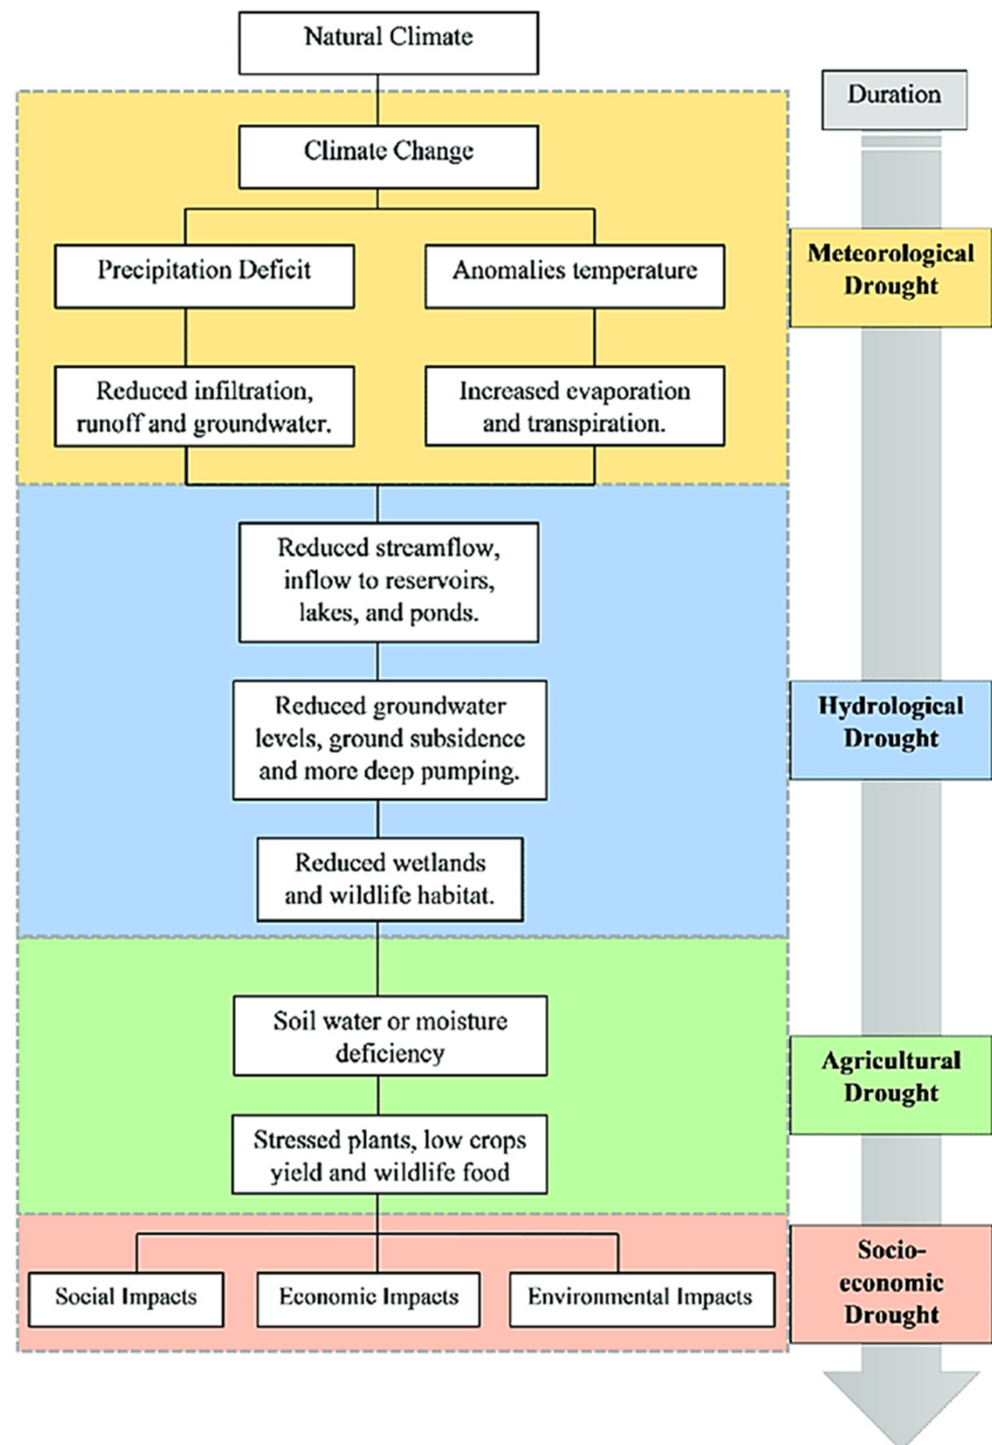 Natural Climate
Duration
Climate Change
Precipitation Deficit
Anomalies temperature
Meteorological
Drought
Reduced infiltration,
runoff and groundwater.
Increased evaporation
and transpiration.
Reduced streamflow,
inflow to reservoirs,
lakes, and ponds.
Reduced groundwater
levels, ground subsidence
and more deep pumping.
Hydrological
Drought
Reduced wetlands
and wildlife habitat.
Soil water or moisture
deficiency
Agricultural
Drought
Stressed plants, low crops
yield and wildlife food
Social Impacts
Economic Impacts
Environmental Impacts
Socio-
economic
Drought